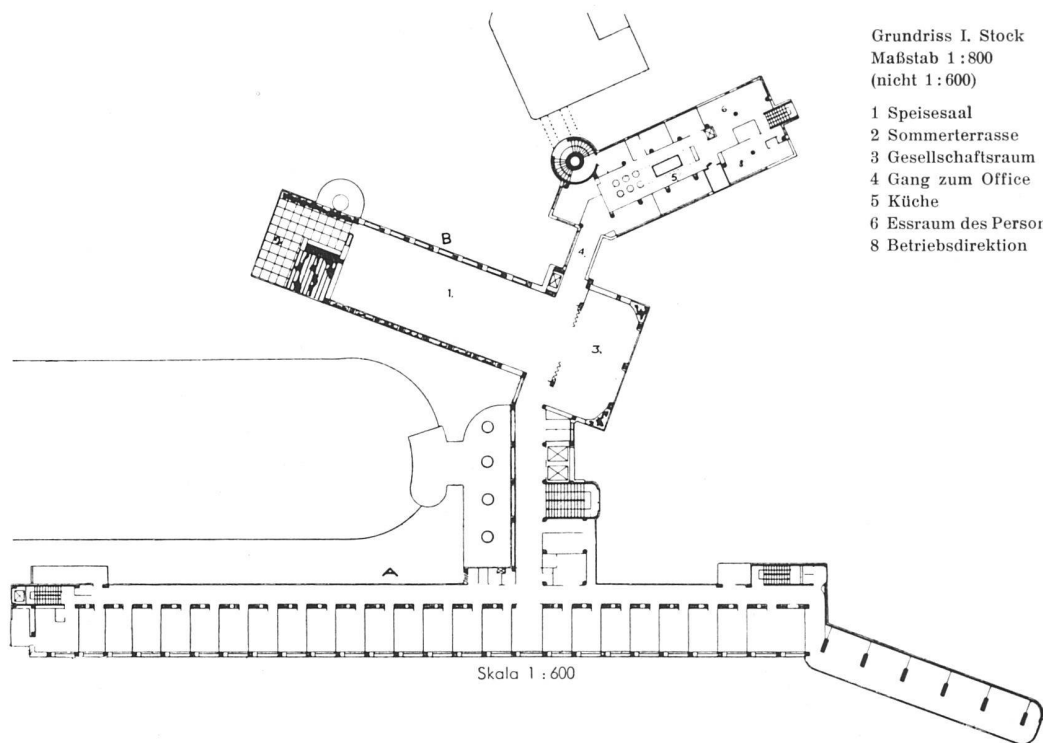 Grundriss I. Stock
Maßstab 1 : 800
(nicht 1 : 600)
1 Speisesaal
2 Sommerterrasse
3 Gesellschaftsraum
4 Gang zum Office
5 Küche
6 Essraum des Person
8 Betriebsdirektion
6
5
B
4.
1.
3.
A
Skala 1 : 600